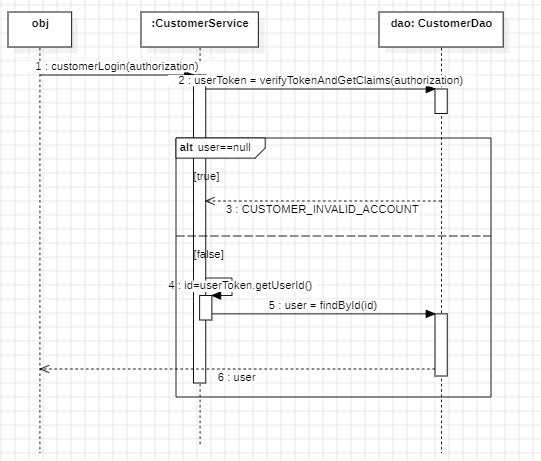 obj
:CustomerService
dao: CustomerDao
1 : customerLogin(authorization)
2 : userToken = verifyTokenAndGetClaims(authorization)
alt user==null
[true]
3 : CUSTOMER_INVALID_ACCOUNT
[false]
4 : id=userToken.getUserId()
5 : user = findById(id)
6 : user